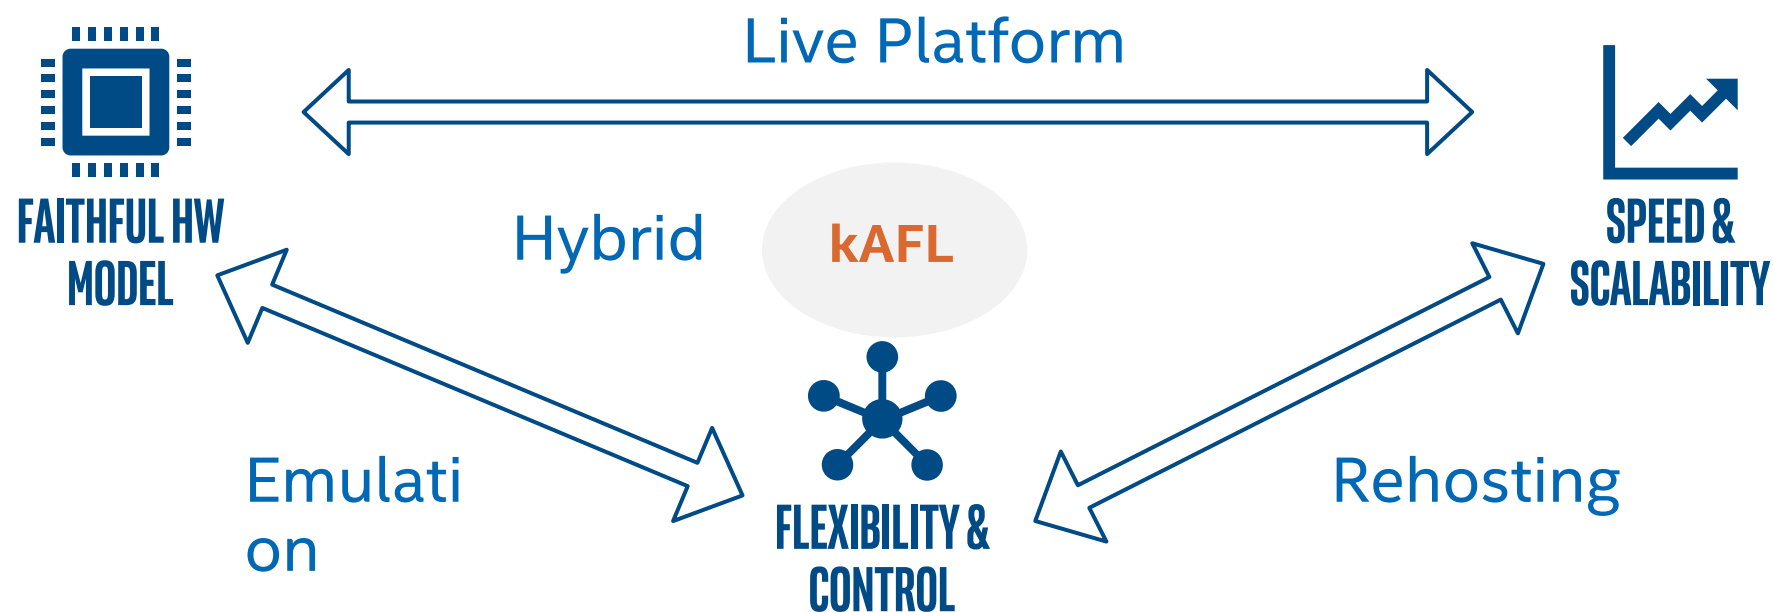 Live Platform
FAITHFUL HW
MODEL
Hybrid
kAFL
SPEED &
SCALABILITY
Emulati
on
FLEXIBILITY &
CONTROL
Rehosting